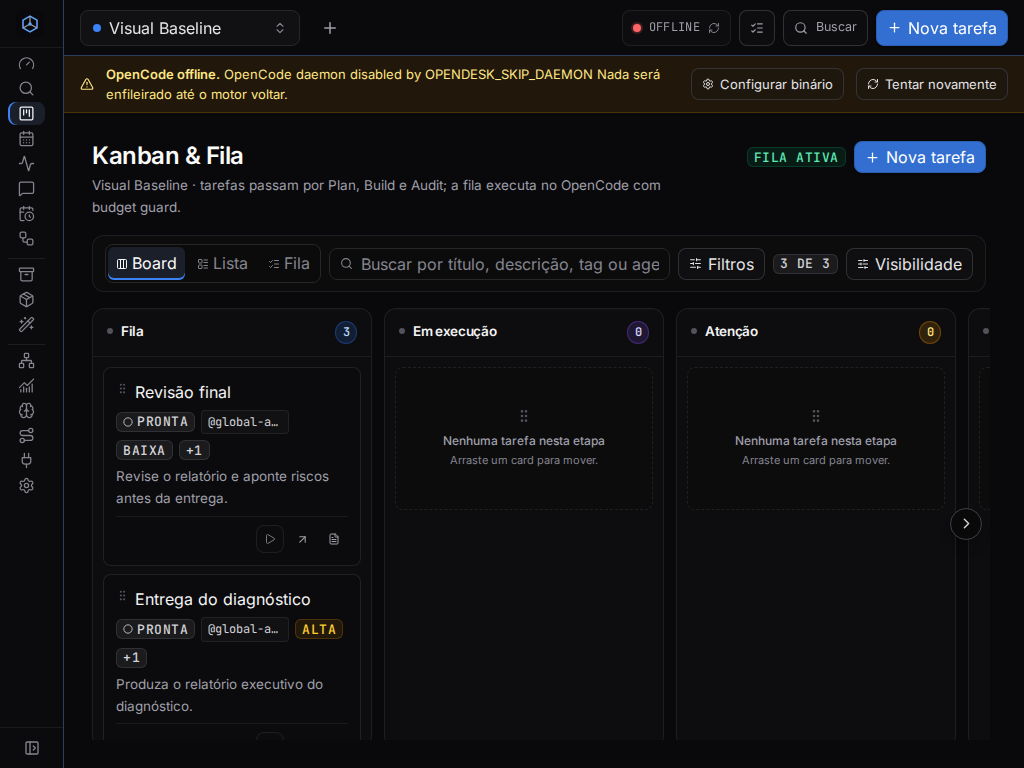 Visual Baseline
OFFLINE
Buscar
Nova tarefa
OpenCode offline. OpenCode daemon disabled by OPENDESK_SKIP_DAEMON Nada será
enfileirado até o motor voltar.
Configurar binário
Tentar novamente
Kanban & Fila
FILA ATIVA
Nova tarefa
Visual Baseline · tarefas passam por Plan, Build e Audit; a fila executa no OpenCode com
budget guard.
Board
Lista
Fila
Buscar por título, descrição, tag ou age
Filtros
3 DE 3
Visibilidade
Fila
3
Em execução
0
Atenção
0
Revisão final
PRONTA
@global-a…
BAIXA
+1
Revise o relatório e aponte riscos
antes da entrega.
Nenhuma tarefa nesta etapa
Arraste um card para mover.
Nenhuma tarefa nesta etapa
Arraste um card para mover.
Entrega do diagnóstico
PRONTA
@global-a…
ALTA
+1
Produza o relatório executivo do
diagnóstico.